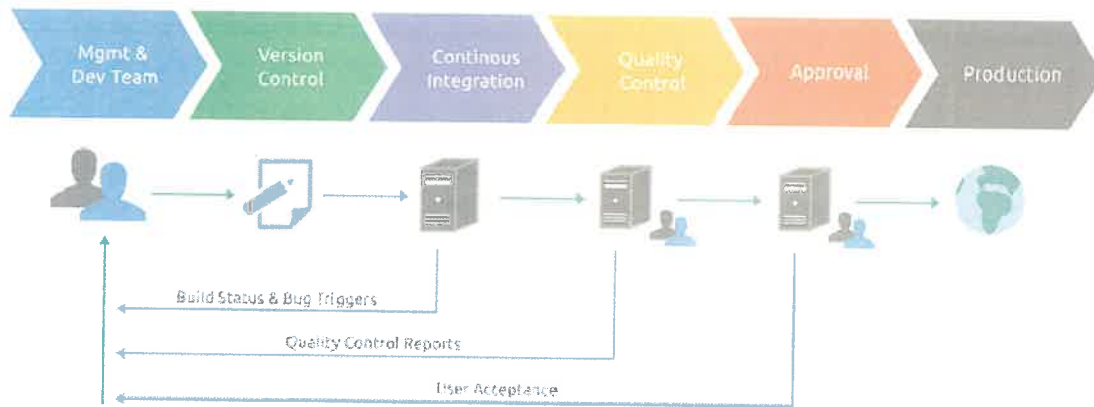 Mgmt &
Dev Team
Version
Control
Continous
Integration
Quality
Control
Approval
Production
Build Status & Bug Triggers
Quality Control Reports
User Acceptance